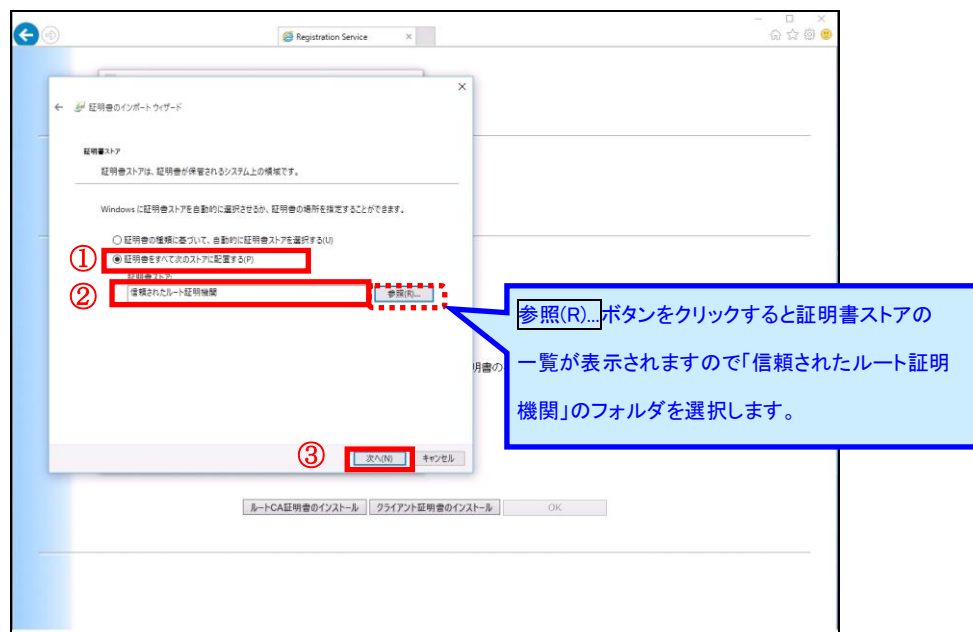 Registration Service
証明書のインポート ウィザード
証明書ストア
証明書ストアは、証明書が保管されるシステム上の領域です。
Windows に証明書ストアを自動的に選択させるか、証明書の場所を指定することができます。
証明書の種類に基づいて、自動的に証明書ストアを選択する(U)
① 証明書をすべて次のストアに配置する(P)
証明書ストア:
② 信頼されたルート証明機関 参照(R)...
参照(R)...ボタンをクリックすると証明書ストアの
一覧が表示されますので「信頼されたルート証明
機関」のフォルダを選択します。
月書の
③ 次へ(N) キャンセル
ルートCA証明書のインストール クライアント証明書のインストール OK